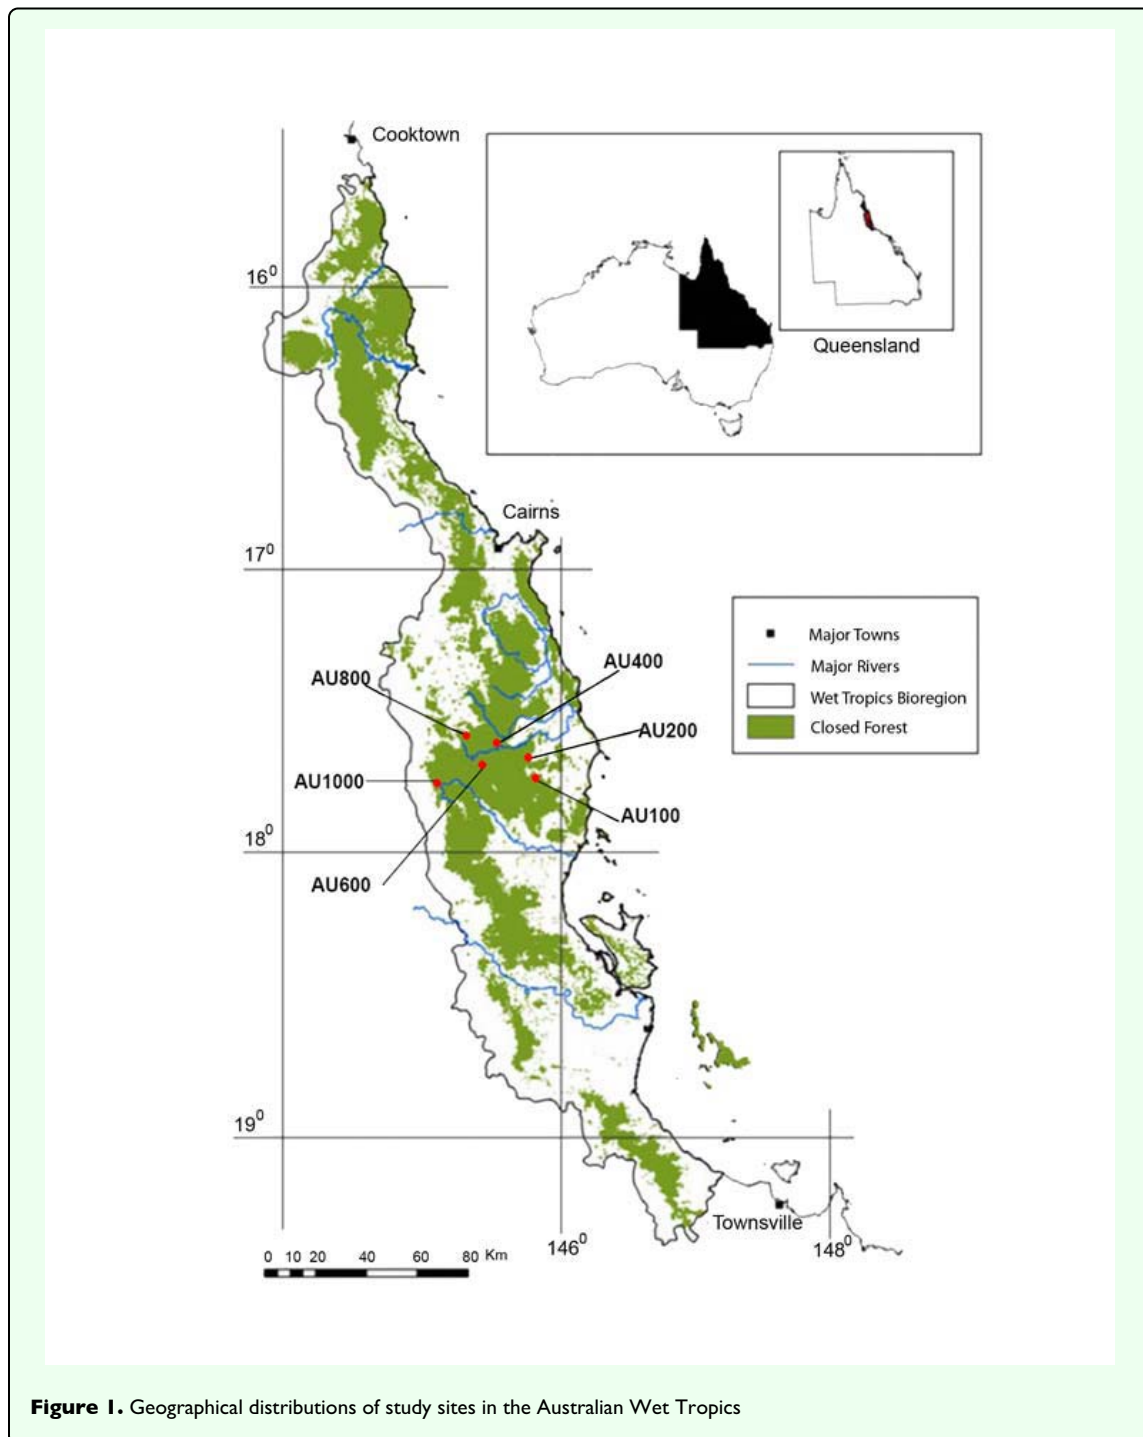 Cooktown
16⁰
Queensland
Cairns
17⁰
Major Towns
Major Rivers
Wet Tropics Bioregion
Closed Forest
AU800
AU400
AU200
AU1000
AU100
18⁰
AU600
19⁰
Townsville
146⁰
148⁰
0 10 20 40 60 80 Km
Figure 1. Geographical distributions of study sites in the Australian Wet Tropics